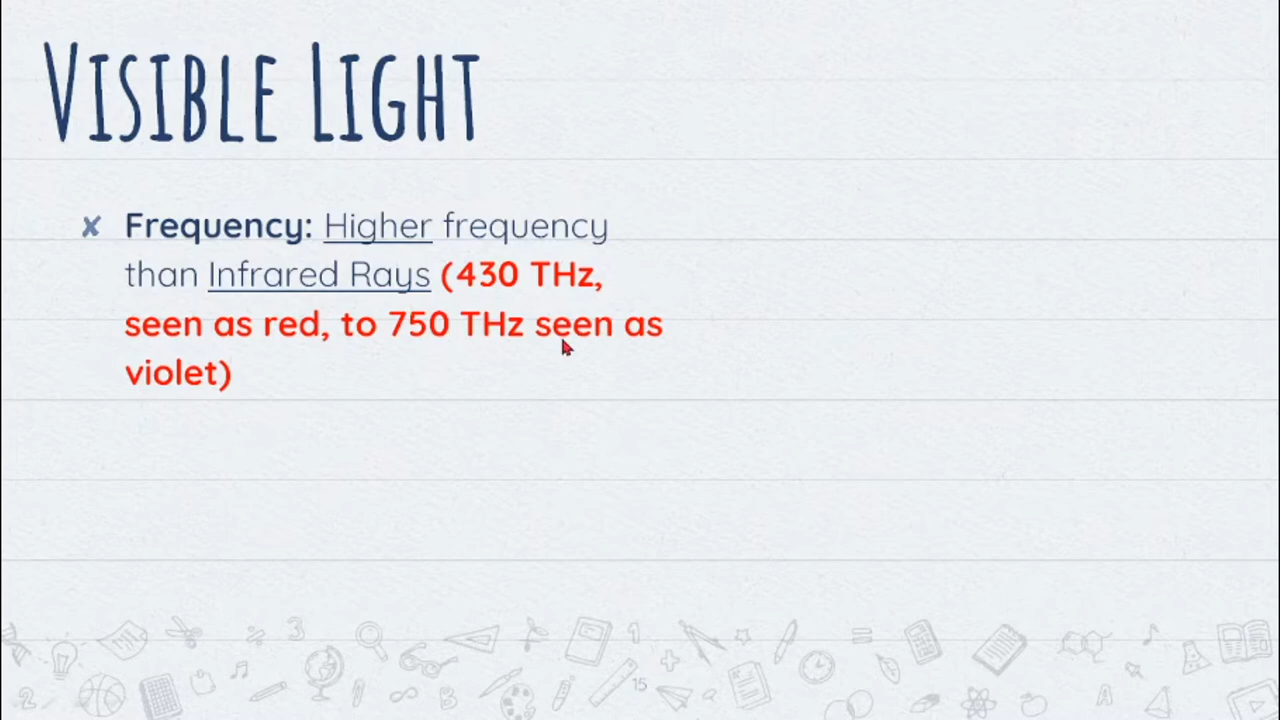 VISIBLE LIGHT
✘ Frequency: Higher frequency
than Infrared Rays (430 THz,
seen as red, to 750 THz seen as
violet)